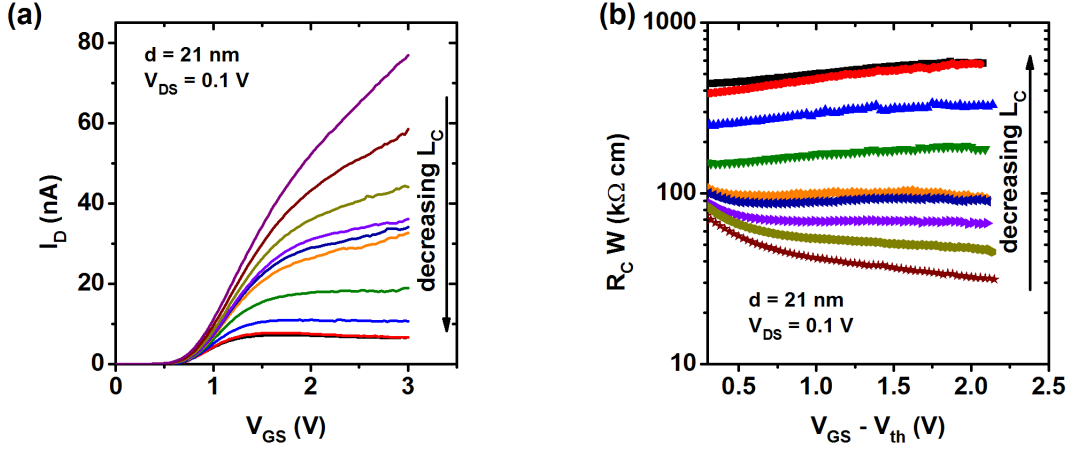 (a)
80
60
40
20
0
I_D (nA)
d = 21 nm
V_DS = 0.1 V
decreasing L_C
0 1 2 3
V_GS (V)
(b)
1000
100
10
R_C W (kΩ cm)
decreasing L_C
d = 21 nm
V_DS = 0.1 V
0.5 1.0 1.5 2.0 2.5
V_GS - V_th (V)